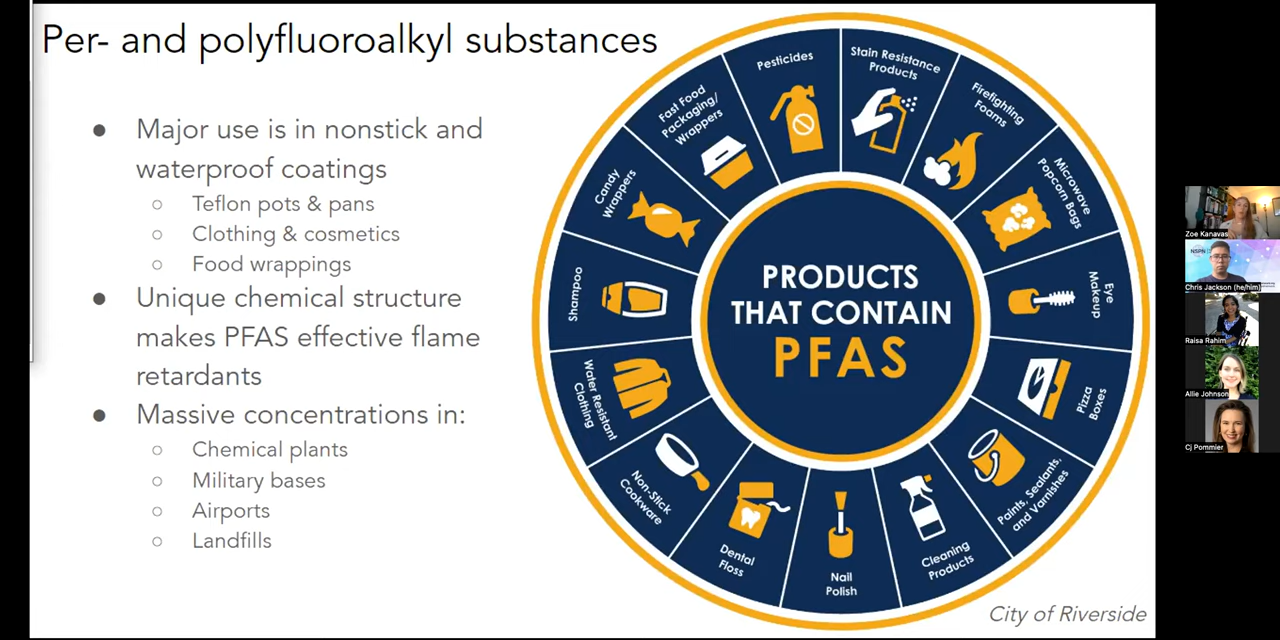 Per- and polyfluoroalkyl substances
● Major use is in nonstick and
waterproof coatings
○ Teflon pots & pans
○ Clothing & cosmetics
○ Food wrappings
● Unique chemical structure
makes PFAS effective flame
retardants
● Massive concentrations in:
○ Chemical plants
○ Military bases
○ Airports
○ Landfills
PRODUCTS
THAT CONTAIN
PFAS
Pesticides
Stain Resistance
Products
Firefighting
Foams
Microwave
Popcorn Bags
Eye
Makeup
Pizza
Boxes
Paints, Sealants,
and Varnishes
Cleaning
Products
Nail
Polish
Dental
Floss
Non-Stick
Cookware
Water Resistant
Clothing
Shampoo
Candy
Wrappers
Fast Food
Packaging/
Wrappers
City of Riverside
Zoe Kanavas
NSPN
Chris Jackson (he/him)
Raisa Rahim
Allie Johnson
Cj Pommier